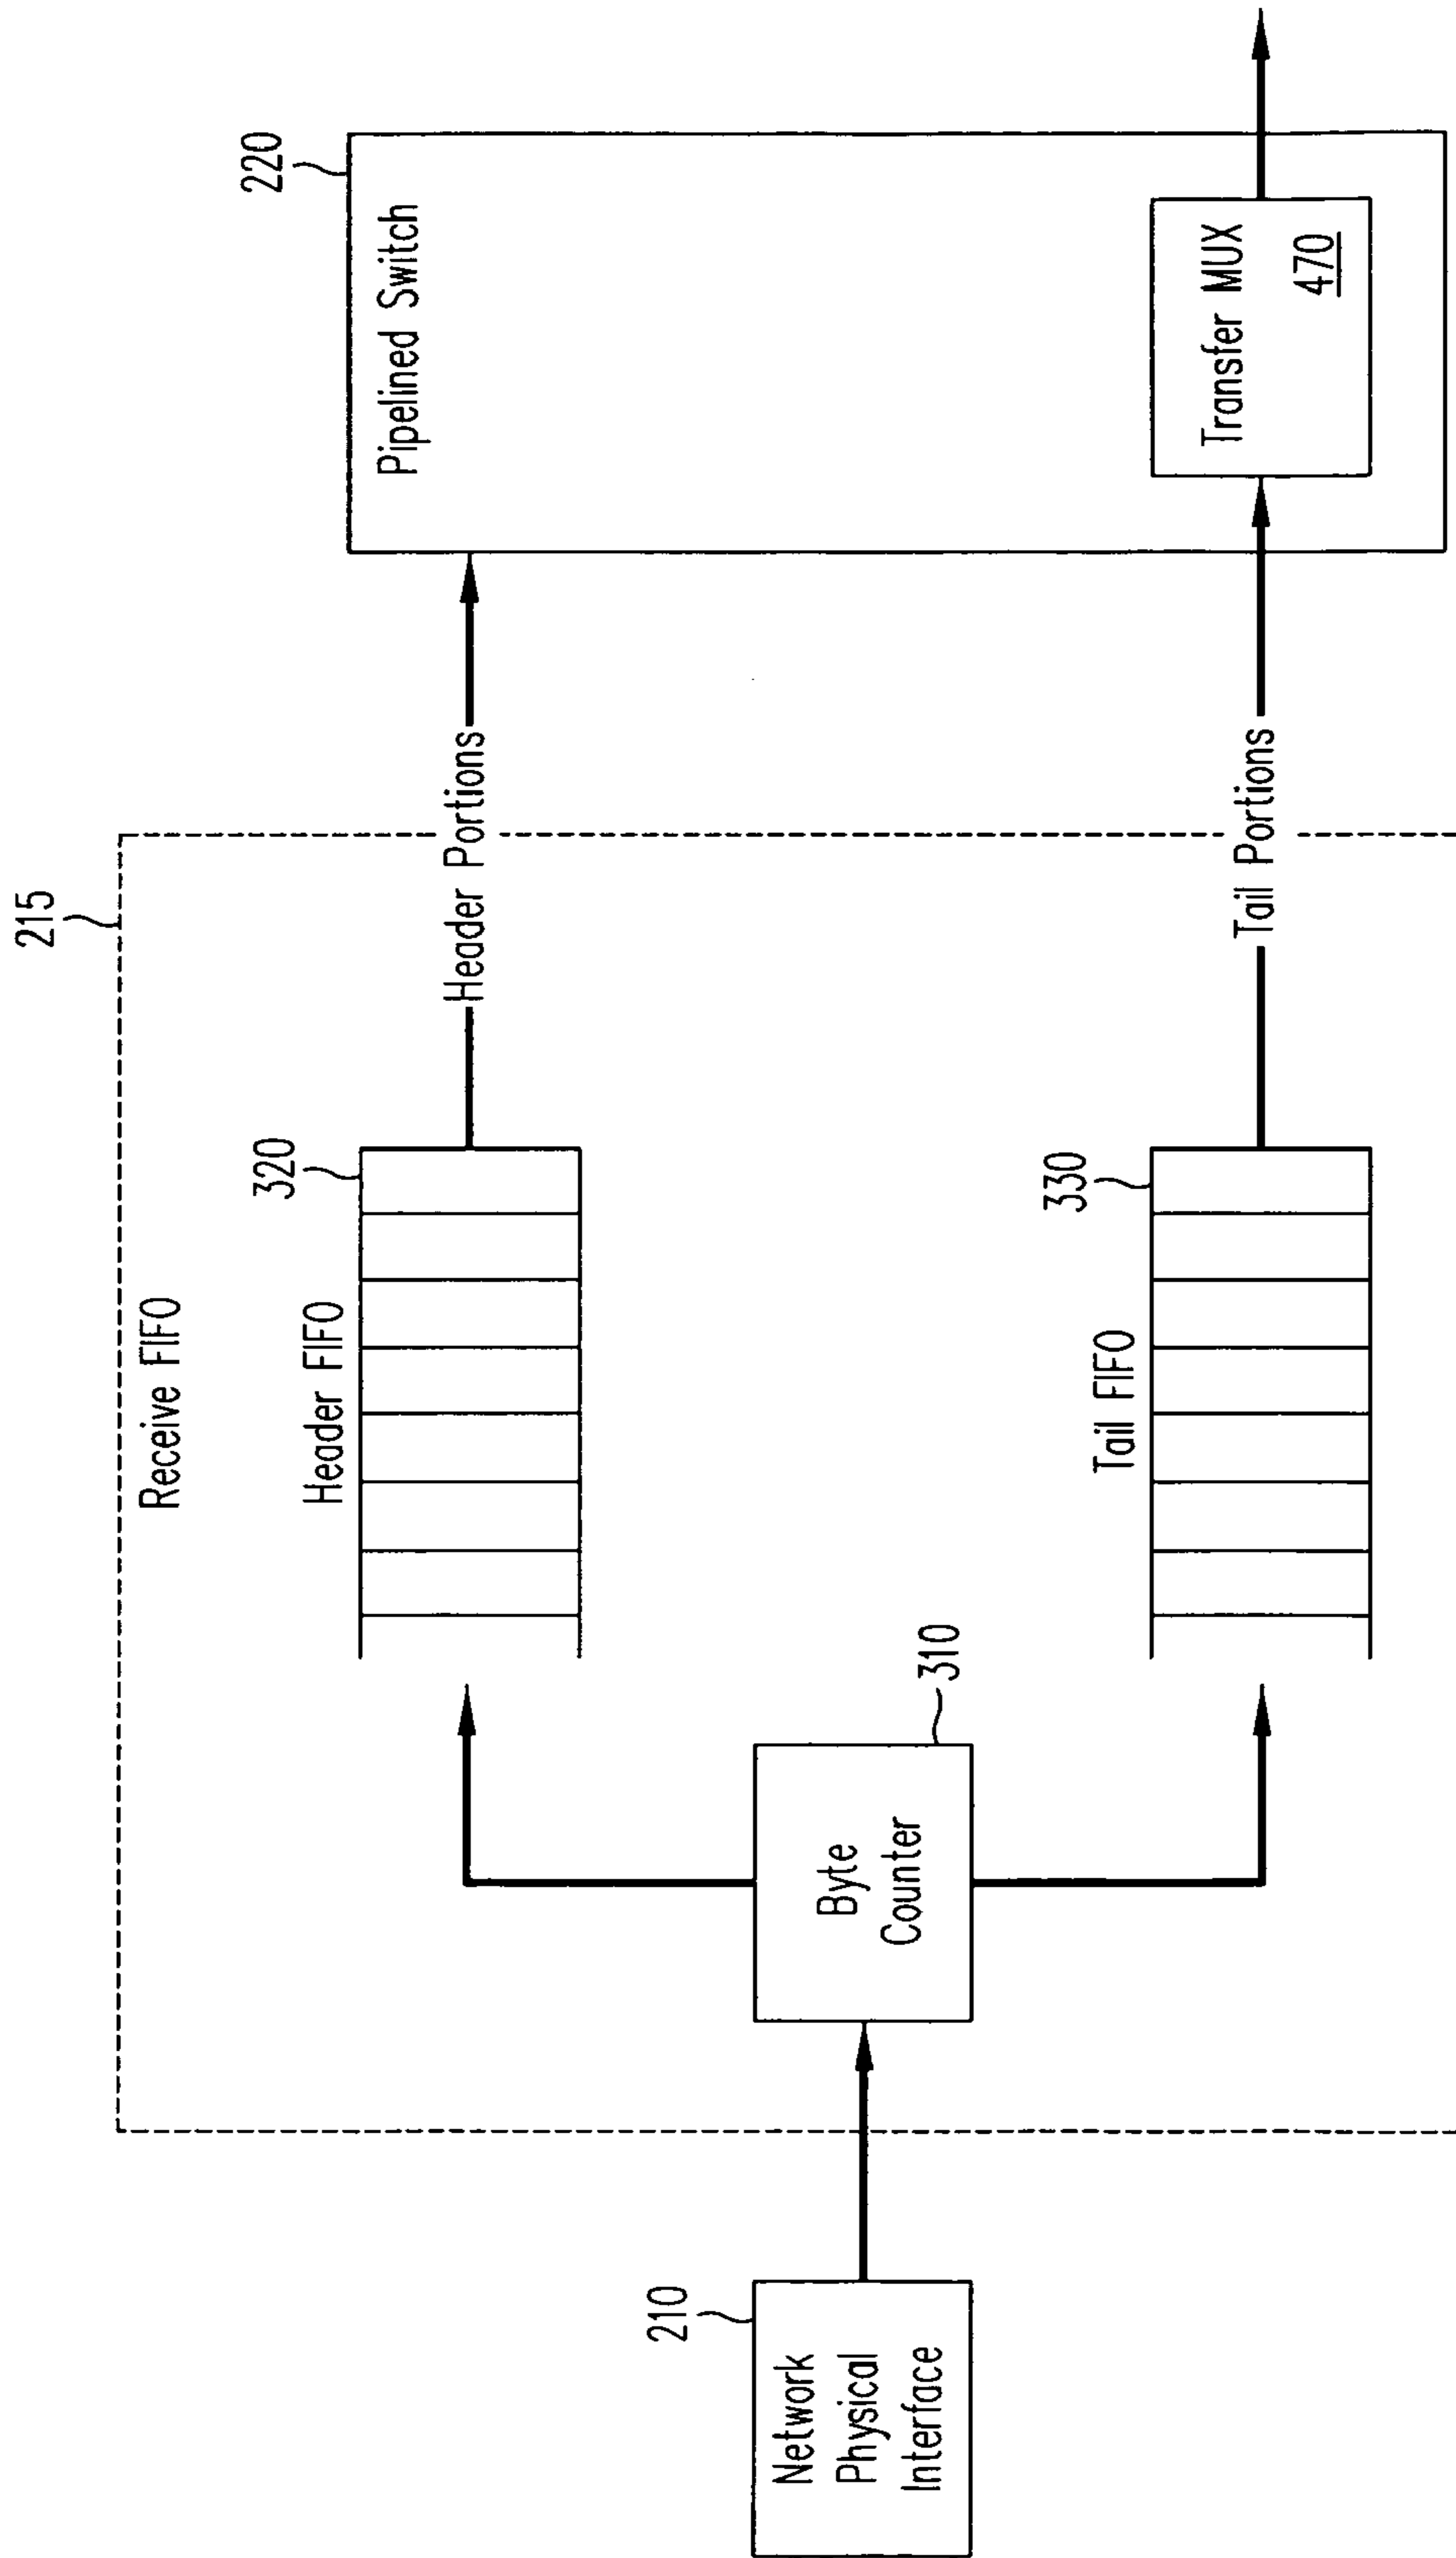 215
Receive FIFO
220
Pipelined Switch
320
Header FIFO
Header Portions
210
Network
Physical
Interface
310
Byte
Counter
330
Tail FIFO
Tail Portions
Transfer MUX
470